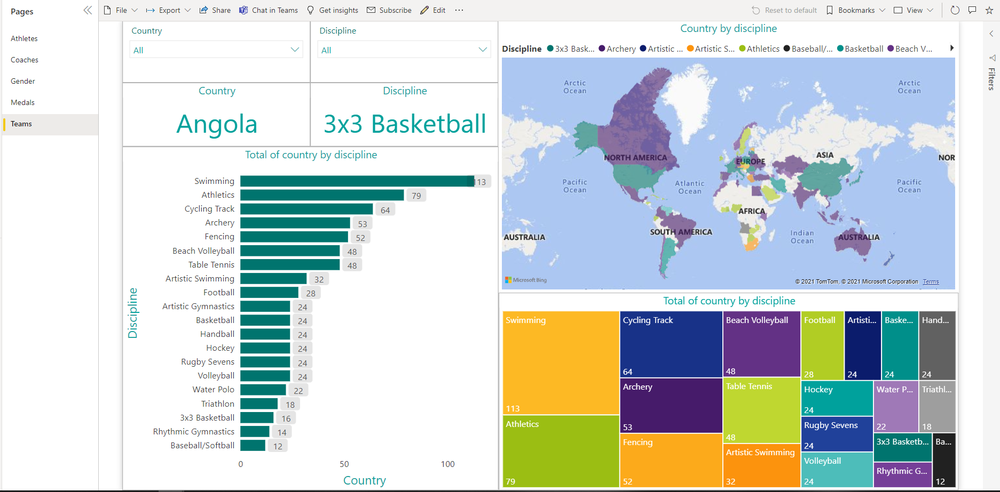 Pages
Athletes
Coaches
Gender
Medals
Teams
File
Export
Share
Chat in Teams
Get insights
Subscribe
Edit
Reset to default
Bookmarks
View
Filters
Country
All
Discipline
All
Country
Angola
Discipline
3x3 Basketball
Total of country by discipline
Discipline
Swimming 113
Athletics 79
Cycling Track 64
Archery 53
Fencing 52
Beach Volleyball 48
Table Tennis 48
Artistic Swimming 32
Football 28
Artistic Gymnastics 24
Basketball 24
Handball 24
Hockey 24
Rugby Sevens 24
Volleyball 24
Water Polo 22
Triathlon 18
3x3 Basketball 16
Rhythmic Gymnastics 14
Baseball/Softball 12
0 50 100
Country
Country by discipline
Discipline 3x3 Bask... Archery Artistic ... Artistic S... Athletics Baseball/... Basketball Beach V...
Arctic
Ocean
Arctic
Ocean
NORTH AMERICA
EUROPE
ASIA
NOR
Pacific
Ocean
Atlantic
Ocean
Pacific
Ocean
AFRICA
SOUTH AMERICA
AUSTRALIA
Indian
Ocean
AUSTRALIA
Microsoft Bing
© 2021 TomTom, © 2021 Microsoft Corporation Terms
Total of country by discipline
Swimming
113
Athletics
79
Cycling Track
64
Archery
53
Fencing
52
Beach Volleyball
48
Table Tennis
48
Artistic Swimming
32
Football
28
Artisti...
24
Baske...
24
Hand...
24
Hockey
24
Rugby Sevens
24
Volleyball
24
Water P...
22
Triathl...
18
3x3 Basketb...
Rhythmic G...
Ba...
12